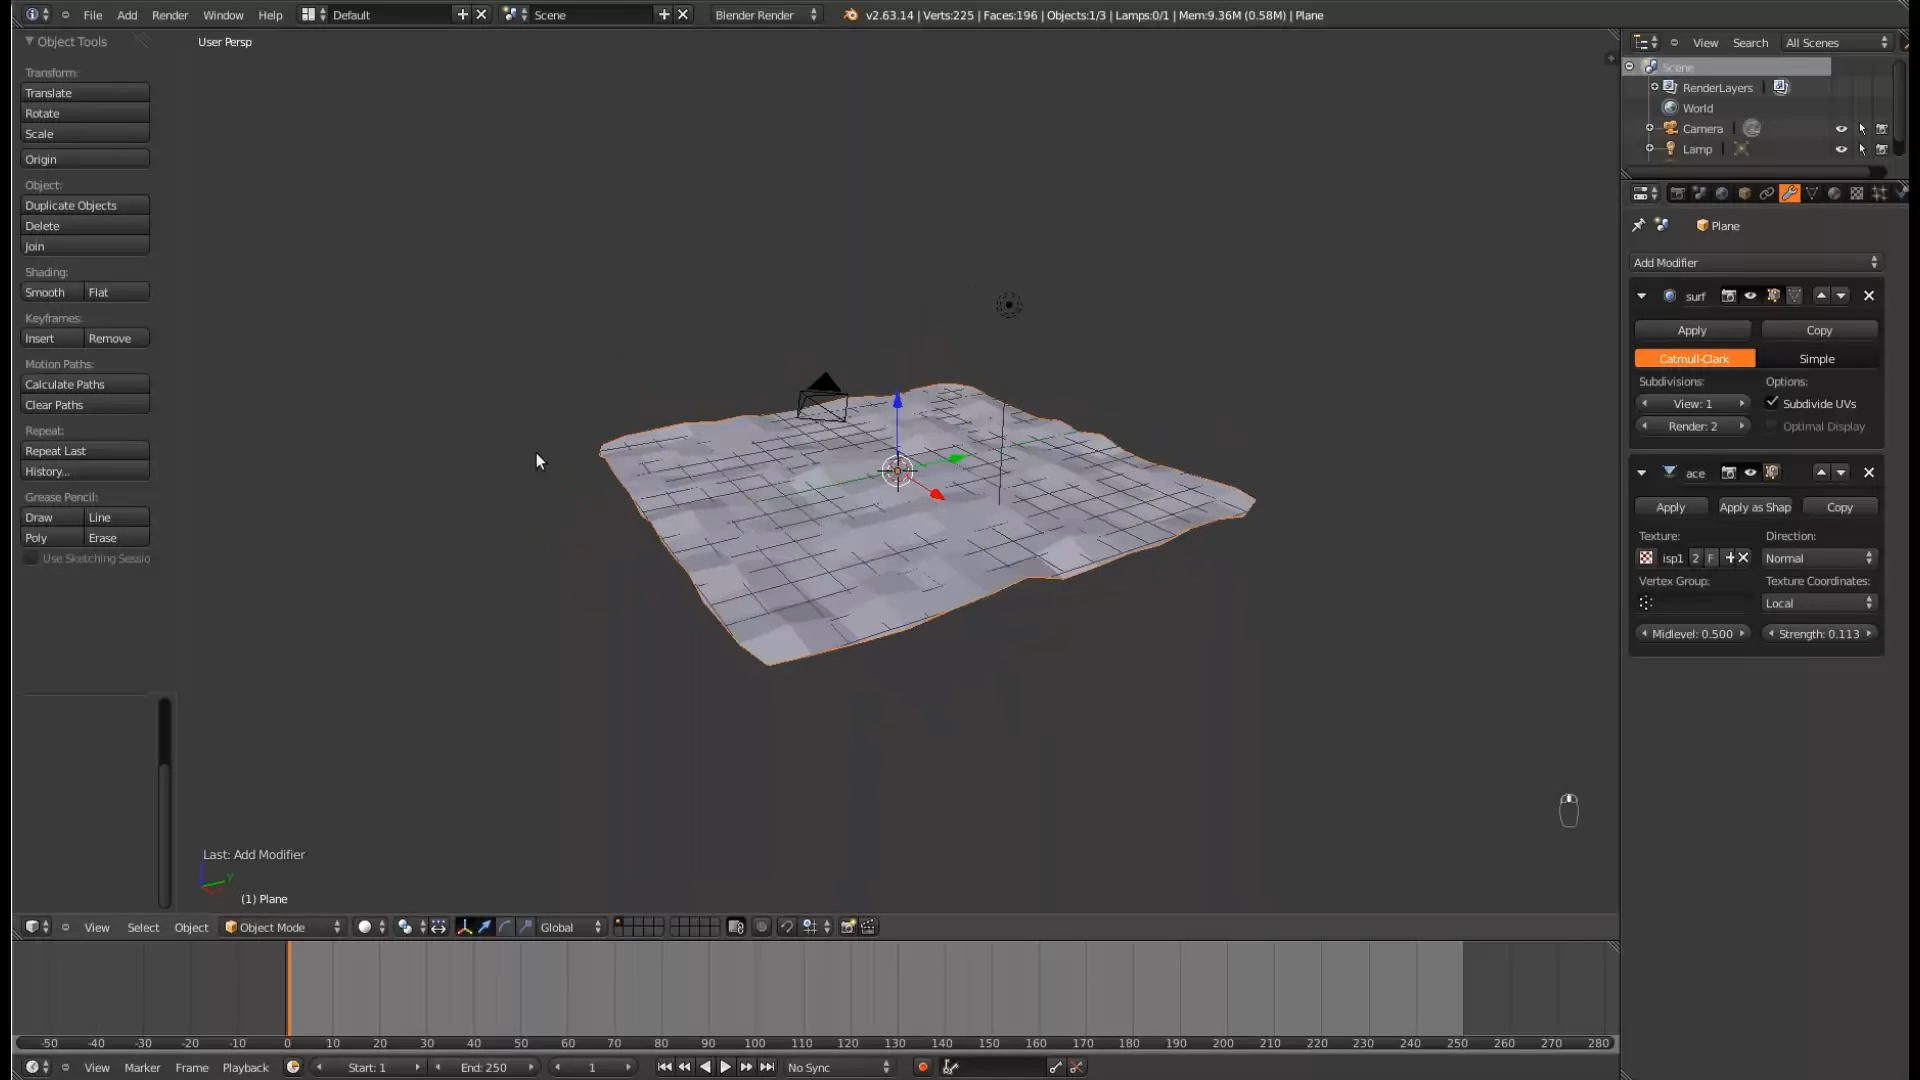 File Add Render Window Help Default Scene Blender Render v2.63.14 | Verts:225 | Faces:196 | Objects:1/3 | Lamps:0/1 | Mem:9.36M (0.58M) | Plane
Object Tools
Transform:
Translate
Rotate
Scale
Origin
Object:
Duplicate Objects
Delete
Join
Shading:
Smooth Flat
Keyframes:
Insert Remove
Motion Paths:
Calculate Paths
Clear Paths
Repeat:
Repeat Last
History...
Grease Pencil:
Draw Line
Poly Erase
Use Sketching Sessio
User Persp
Last: Add Modifier
y
(1) Plane
View Select Object Object Mode Global
View Search All Scenes
Scene
RenderLayers
World
Camera
Lamp
Plane
Add Modifier
surf
Apply Copy
Catmull-Clark Simple
Subdivisions: Options:
View: 1 Subdivide UVs
Render: 2 Optimal Display
ace
Apply Apply as Shap Copy
Texture: Direction:
isp1 2 F Normal
Vertex Group: Texture Coordinates:
Local
Midlevel: 0.500 Strength: 0.113
-50 -40 -30 -20 -10 0 10 20 30 40 50 60 70 80 90 100 110 120 130 140 150 160 170 180 190 200 210 220 230 240 250 260 270 280
View Marker Frame Playback Start: 1 End: 250 1 No Sync